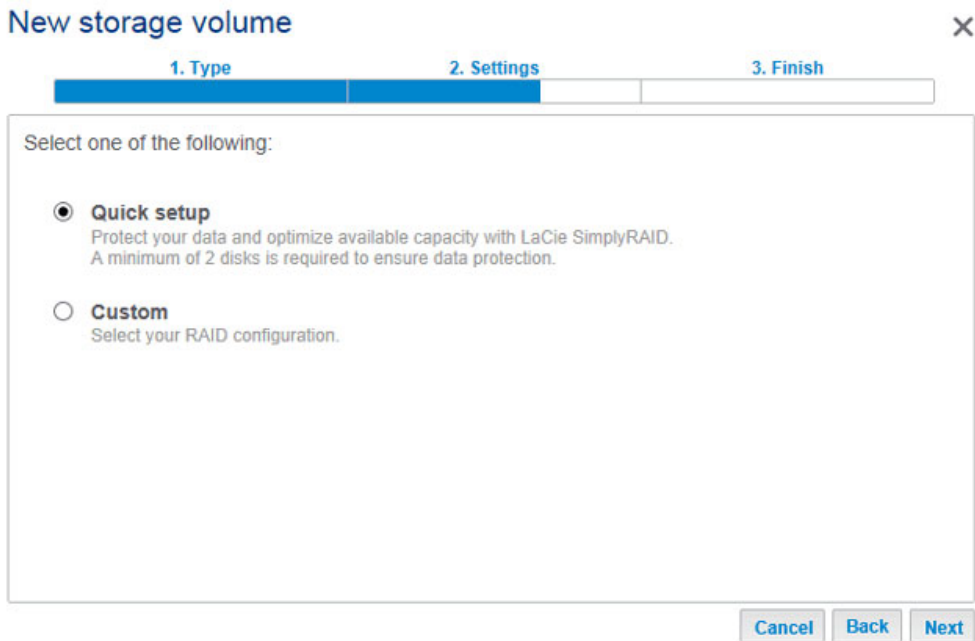 New storage volume
1. Type
2. Settings
3. Finish
Select one of the following:
Quick setup
Protect your data and optimize available capacity with LaCie SimplyRAID.
A minimum of 2 disks is required to ensure data protection.
Custom
Select your RAID configuration.
Cancel
Back
Next